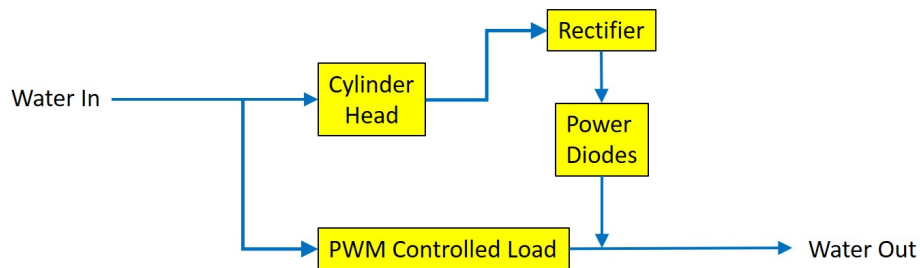 Rectifier
Water In
Cylinder
Head
Power
Diodes
PWM Controlled Load
Water Out